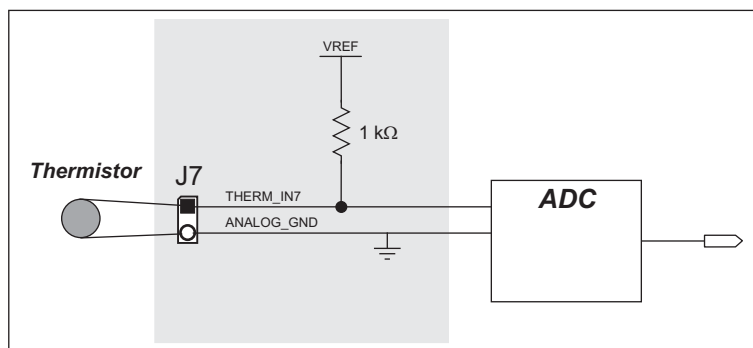 VREF
1 kΩ
Thermistor
J7
THERM_IN7
ADC
ANALOG_GND